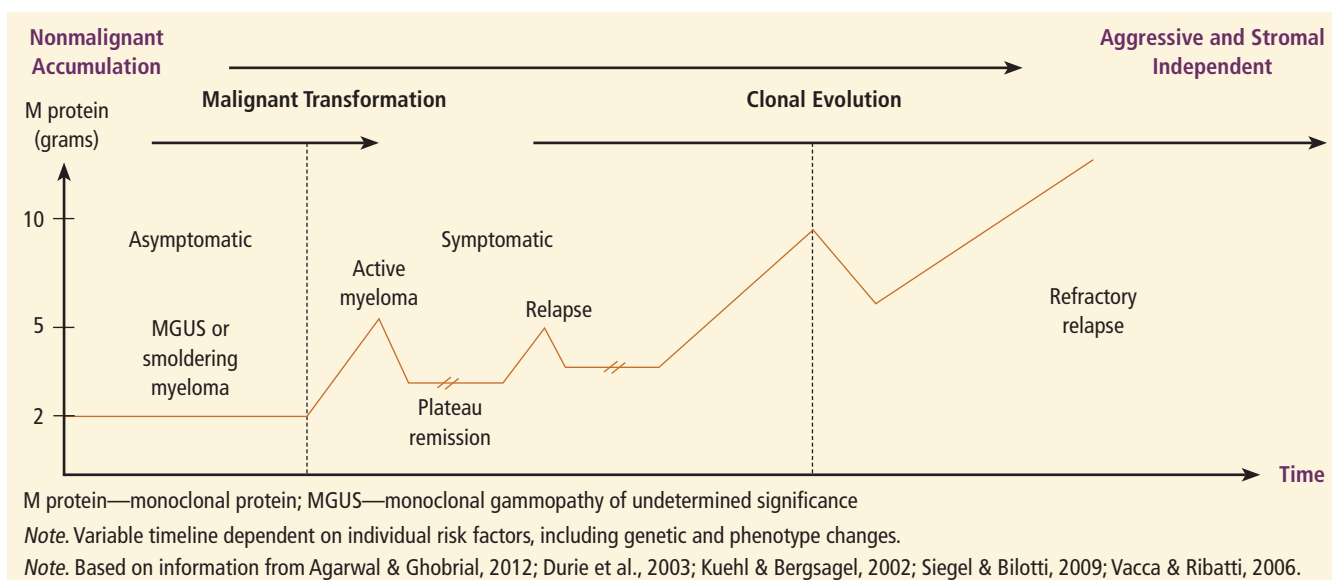 Nonmalignant
Accumulation
Aggressive and Stromal
Independent
Malignant Transformation
Clonal Evolution
M protein
(grams)
10
5
2
Asymptomatic
Symptomatic
MGUS or
smoldering
myeloma
Active
myeloma
Plateau
remission
Relapse
Refractory
relapse
Time
M protein—monoclonal protein; MGUS—monoclonal gammopathy of undetermined significance
Note. Variable timeline dependent on individual risk factors, including genetic and phenotype changes.
Note. Based on information from Agarwal & Ghobrial, 2012; Durie et al., 2003; Kuehl & Bergsagel, 2002; Siegel & Bilotti, 2009; Vacca & Ribatti, 2006.